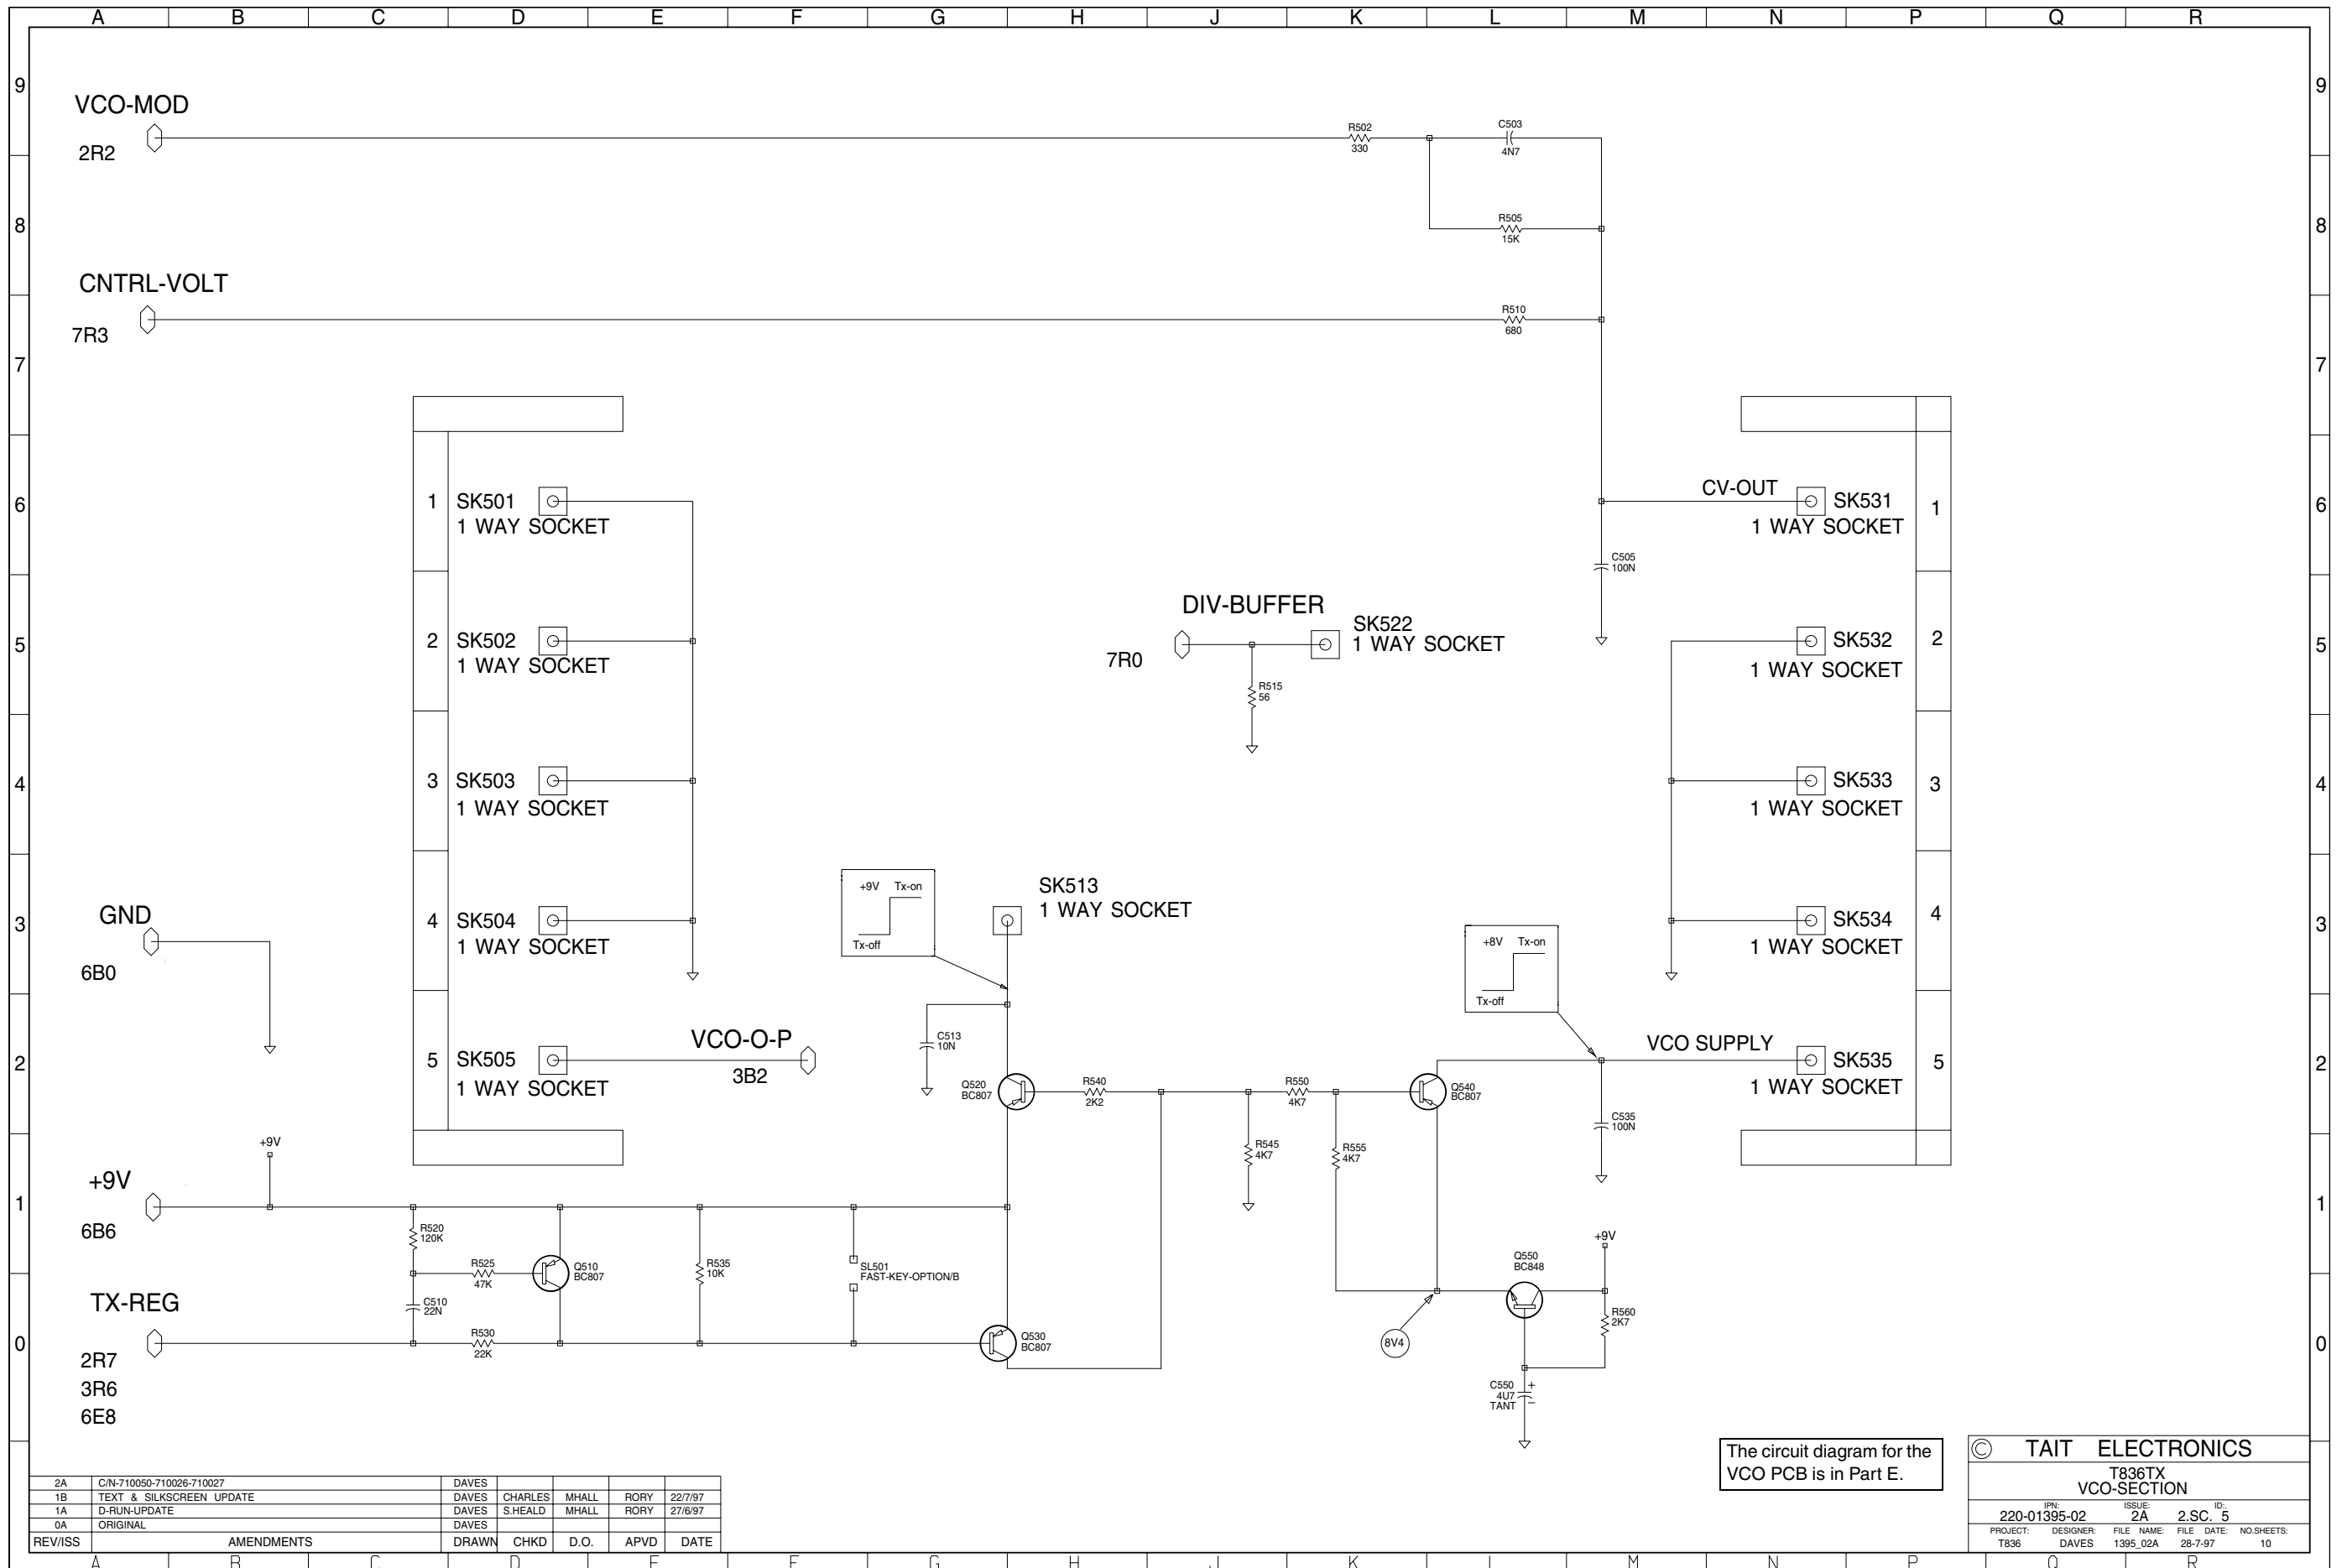 A B C D E F G H J K L M N P Q R
9 9
VCO-MOD
2R2
R502
330
C503
4N7
8 8
R505
15K
CNTRL-VOLT
7R3
R510
680
7 7
6 6
1 SK501
1 WAY SOCKET
CV-OUT
SK531 1
1 WAY SOCKET
C505
100N
5 5
DIV-BUFFER
7R0
SK522
1 WAY SOCKET
R515
56
2 SK502
1 WAY SOCKET
SK532 2
1 WAY SOCKET
4 4
3 SK503
1 WAY SOCKET
SK533 3
1 WAY SOCKET
3 3
GND
6B0
4 SK504
1 WAY SOCKET
+9V Tx-on
Tx-off
SK513
1 WAY SOCKET
+8V Tx-on
Tx-off
SK534 4
1 WAY SOCKET
2 2
5 SK505
1 WAY SOCKET
VCO-O-P
3B2
C513
10N
Q520
BC807
R540
2K2
R550
4K7
Q540
BC807
VCO SUPPLY
SK535 5
1 WAY SOCKET
C535
100N
R545
4K7
R555
4K7
1 1
+9V
+9V
6B6
R520
120K
R525
47K
Q510
BC807
R535
10K
SL501
FAST-KEY-OPTION/B
Q550
BC848
+9V
R560
2K7
0 0
TX-REG
2R7
3R6
6E8
C510
22N
R530
22K
Q530
BC807
8V4
C550
4U7
TANT
+
−
The circuit diagram for the
VCO PCB is in Part E.
© TAIT ELECTRONICS
T836TX
VCO-SECTION
IPN: ISSUE: ID:.
220-01395-02 2A 2.SC. 5
PROJECT: DESIGNER: FILE NAME: FILE DATE: NO.SHEETS:
T836 DAVES 1395_02A 28-7-97 10
2A C/N-710050-710026-710027 DAVES
1B TEXT & SILKSCREEN UPDATE DAVES CHARLES MHALL RORY 22/7/97
1A D-RUN-UPDATE DAVES S.HEALD MHALL RORY 27/6/97
0A ORIGINAL DAVES
REV/ISS AMENDMENTS DRAWN CHKD D.O. APVD DATE
A B C D E F G H J K L M N P Q R